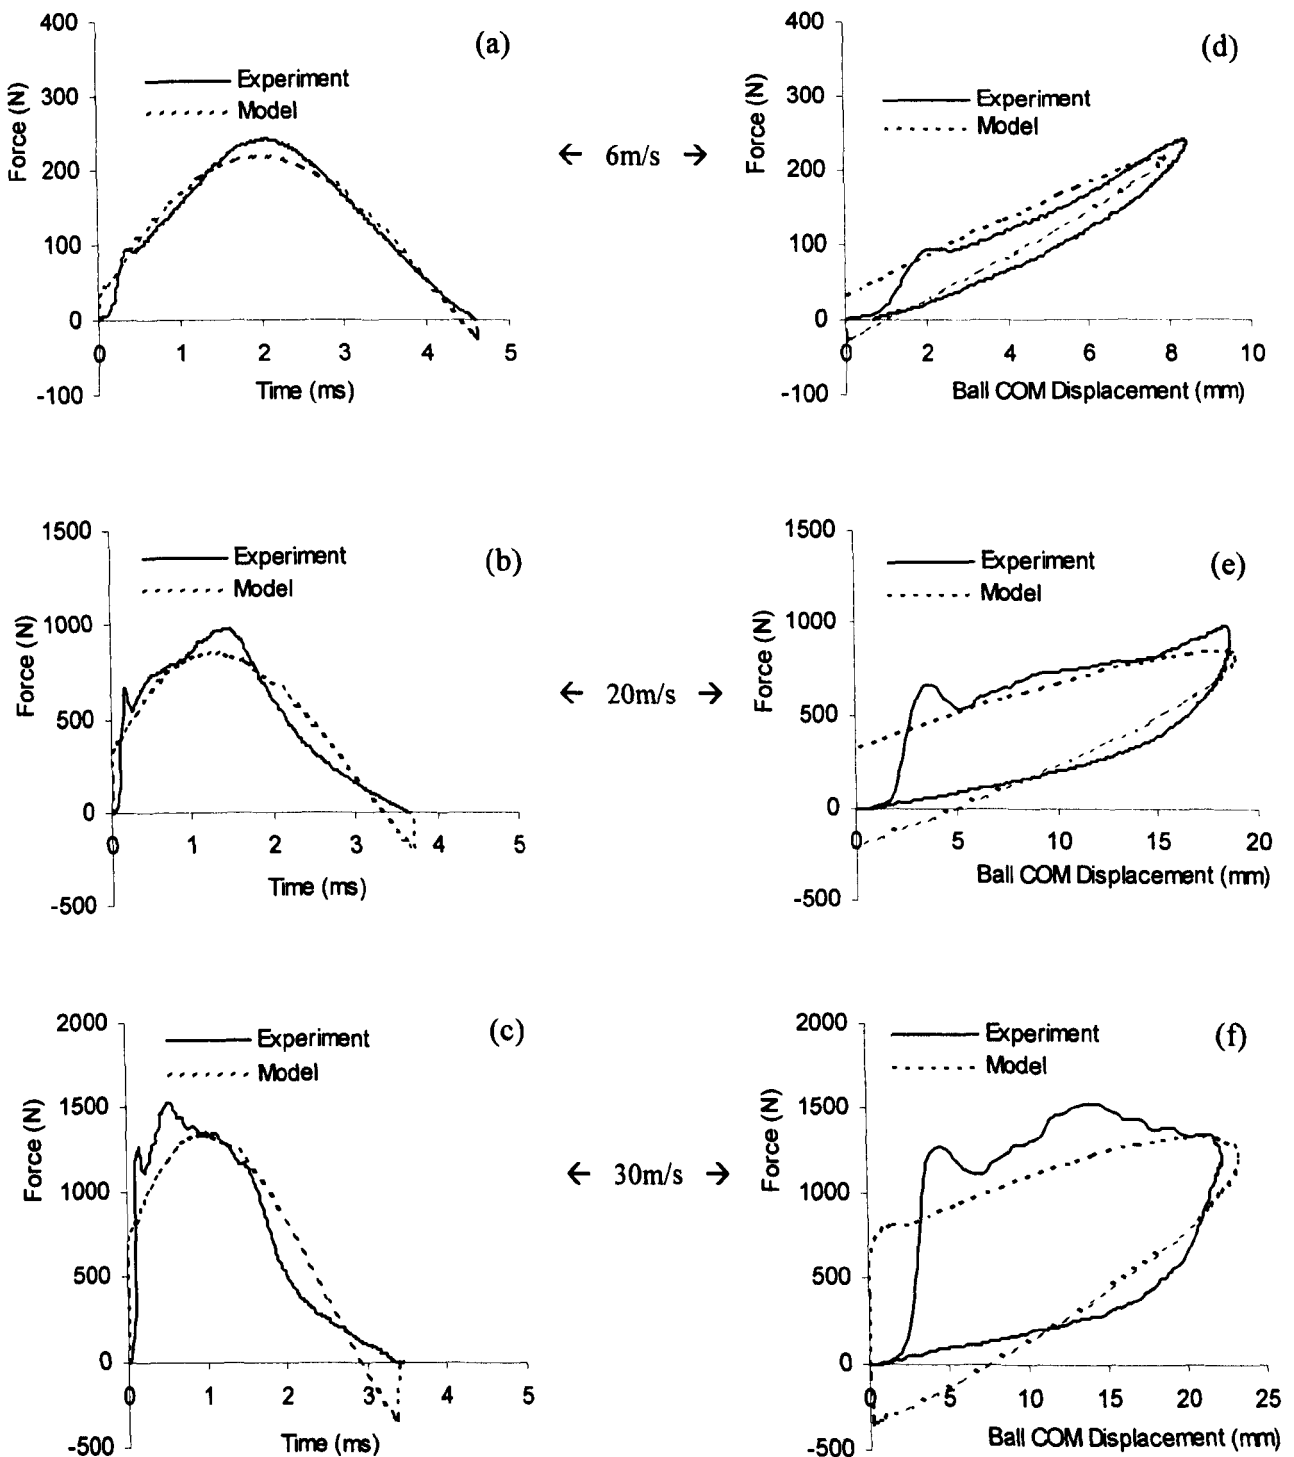 400
(a)
Experiment
Model
300
200
100
0
-100
Force (N)
0 1 2 3 4 5
Time (ms)
← 6m/s →
400
(d)
Experiment
Model
300
200
100
0
-100
Force (N)
0 2 4 6 8 10
Ball COM Displacement (mm)
1500
(b)
Experiment
Model
1000
500
0
-500
Force (N)
0 1 2 3 4 5
Time (ms)
← 20m/s →
1500
(e)
Experiment
Model
1000
500
0
-500
Force (N)
0 5 10 15 20
Ball COM Displacement (mm)
2000
(c)
Experiment
Model
1500
1000
500
0
-500
Force (N)
0 1 2 3 4 5
Time (ms)
← 30m/s →
2000
(f)
Experiment
Model
1500
1000
500
0
-500
Force (N)
0 5 10 15 20 25
Ball COM Displacement (mm)